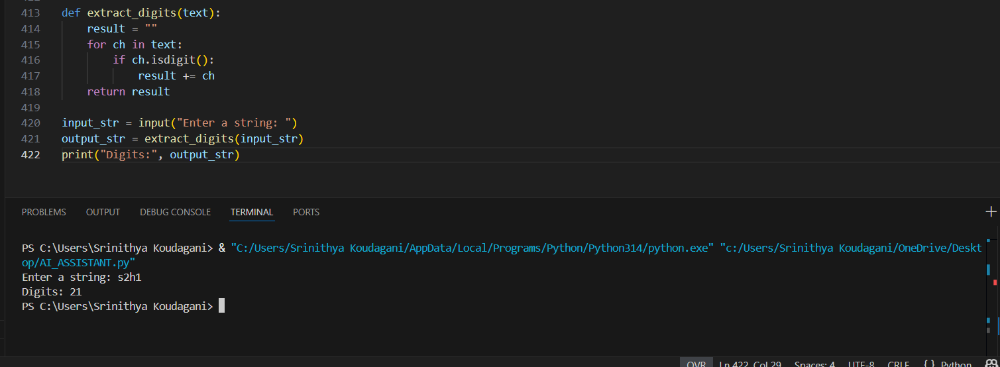 413 def extract_digits(text):
414     result = ""
415     for ch in text:
416         if ch.isdigit():
417             result += ch
418     return result
419
420 input_str = input("Enter a string: ")
421 output_str = extract_digits(input_str)
422 print("Digits:", output_str)
PROBLEMS OUTPUT DEBUG CONSOLE TERMINAL PORTS
PS C:\Users\Srinithya Koudagani> & "C:/Users/Srinithya Koudagani/AppData/Local/Programs/Python/Python314/python.exe" "c:/Users/Srinithya Koudagani/OneDrive/Deskt
op/AI_ASSISTANT.py"
Enter a string: s2h1
Digits: 21
PS C:\Users\Srinithya Koudagani>
OVR Ln 422, Col 29 Spaces: 4 UTF-8 CRLF { } Python